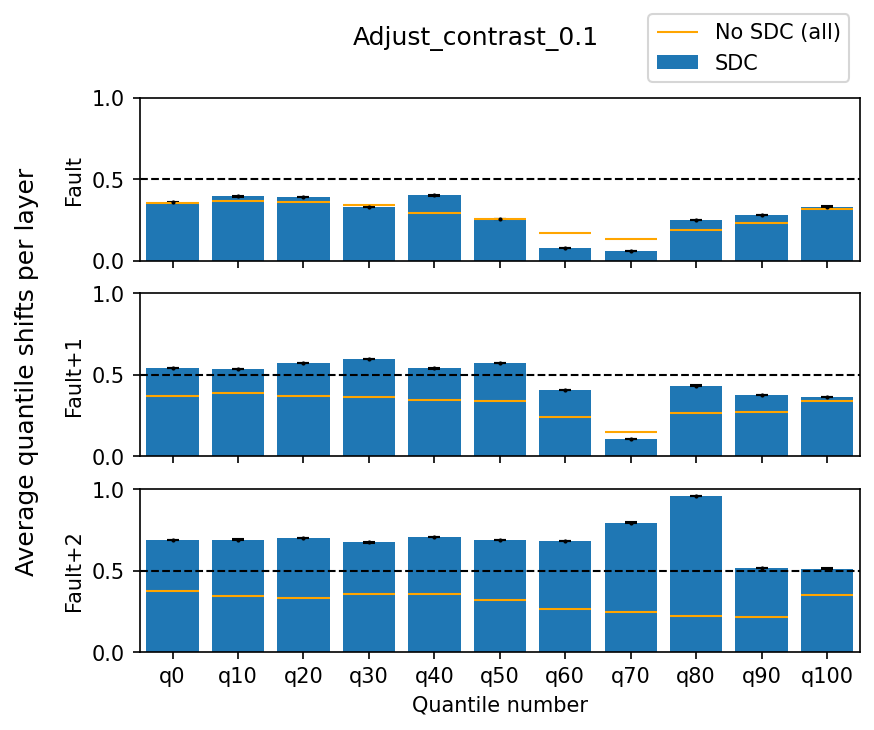 Adjust_contrast_0.1
No SDC (all)
SDC
Average quantile shifts per layer
Fault
1.0
0.5
0.0
Fault+1
1.0
0.5
0.0
Fault+2
1.0
0.5
0.0
q0 q10 q20 q30 q40 q50 q60 q70 q80 q90 q100
Quantile number